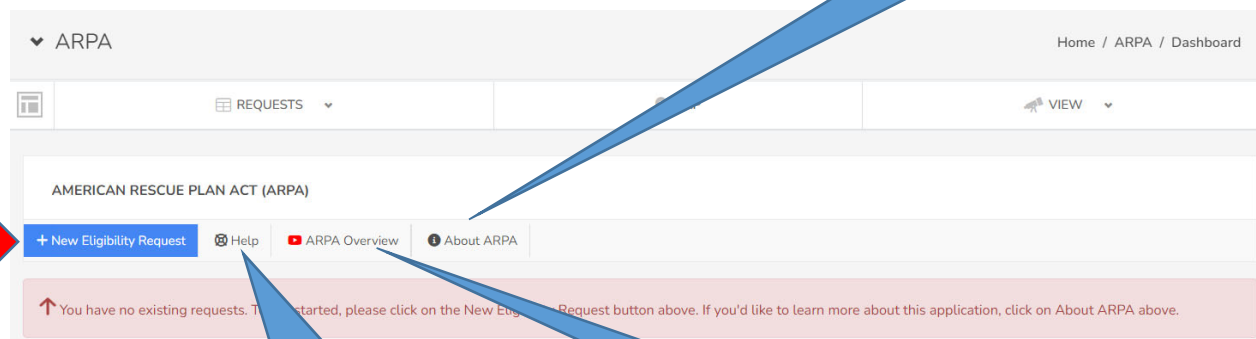 ARPA
Home / ARPA / Dashboard
REQUESTS
VIEW
AMERICAN RESCUE PLAN ACT (ARPA)
+ New Eligibility Request Help ARPA Overview About ARPA
You have no existing requests. started, please click on the New Request button above. If you'd like to learn more about this application, click on About ARPA above.